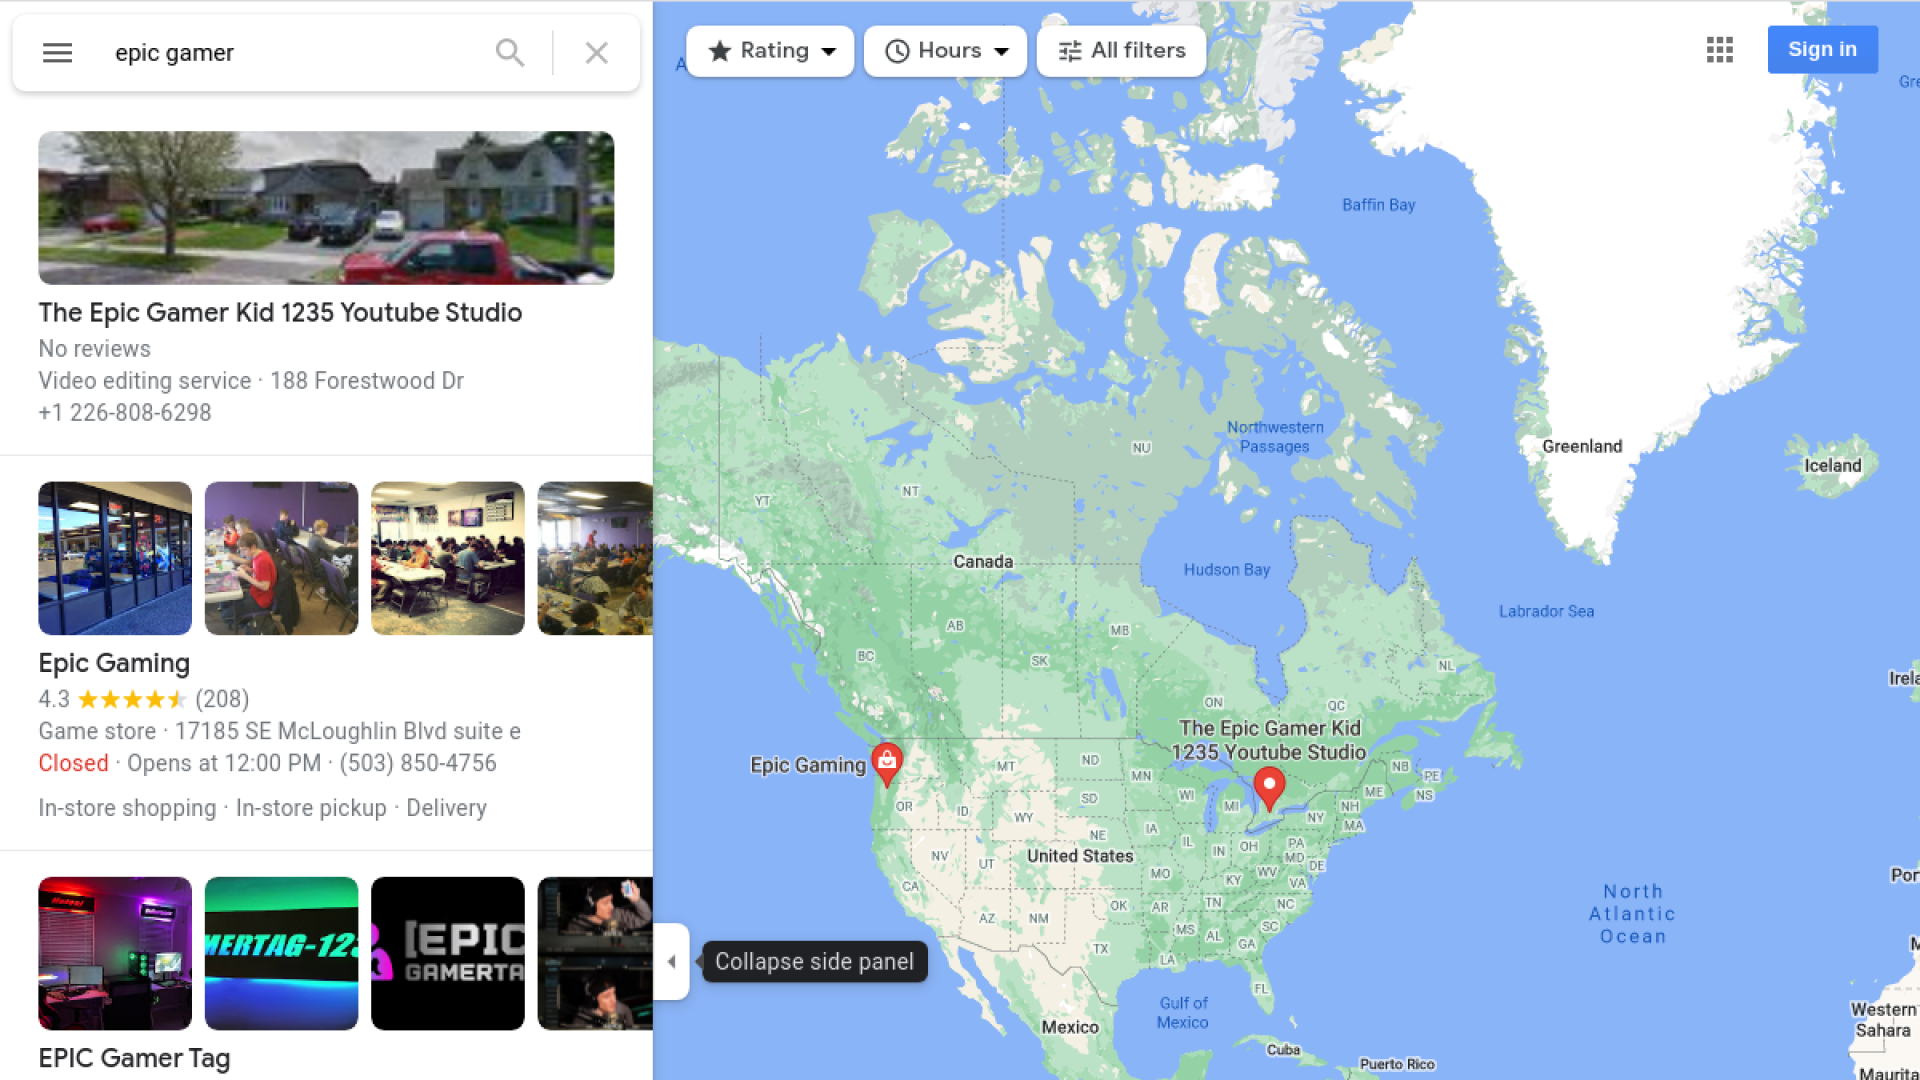 epic gamer
Rating
Hours
All filters
Sign in
The Epic Gamer Kid 1235 Youtube Studio
No reviews
Video editing service · 188 Forestwood Dr
+1 226-808-6298
Epic Gaming
4.3 (208)
Game store · 17185 SE McLoughlin Blvd suite e
Closed · Opens at 12:00 PM · (503) 850-4756
In-store shopping · In-store pickup · Delivery
MERTAG-123
[EPIC
GAMERTA
EPIC Gamer Tag
Collapse side panel
A
Gre
Baffin Bay
Northwestern
Passages
Greenland
Iceland
NU
NT
YT
Canada
Hudson Bay
Labrador Sea
AB
MB
BC
SK
NL
Irela
ON
QC
The Epic Gamer Kid
1235 Youtube Studio
Epic Gaming
MT
ND
MN
NB
PE
NS
ME
OR
ID
WY
SD
WI
MI
NH
NY
MA
NE
IA
IL
IN
OH
PA
MD
DE
NV
UT
United States
CA
MO
KY
WV
VA
Por
AZ
NM
OK
AR
TN
NC
MS
AL
GA
SC
TX
LA
FL
North
Atlantic
Ocean
M
Gulf of
Mexico
Mexico
Cuba
Puerto Rico
Western
Sahara
Maurita